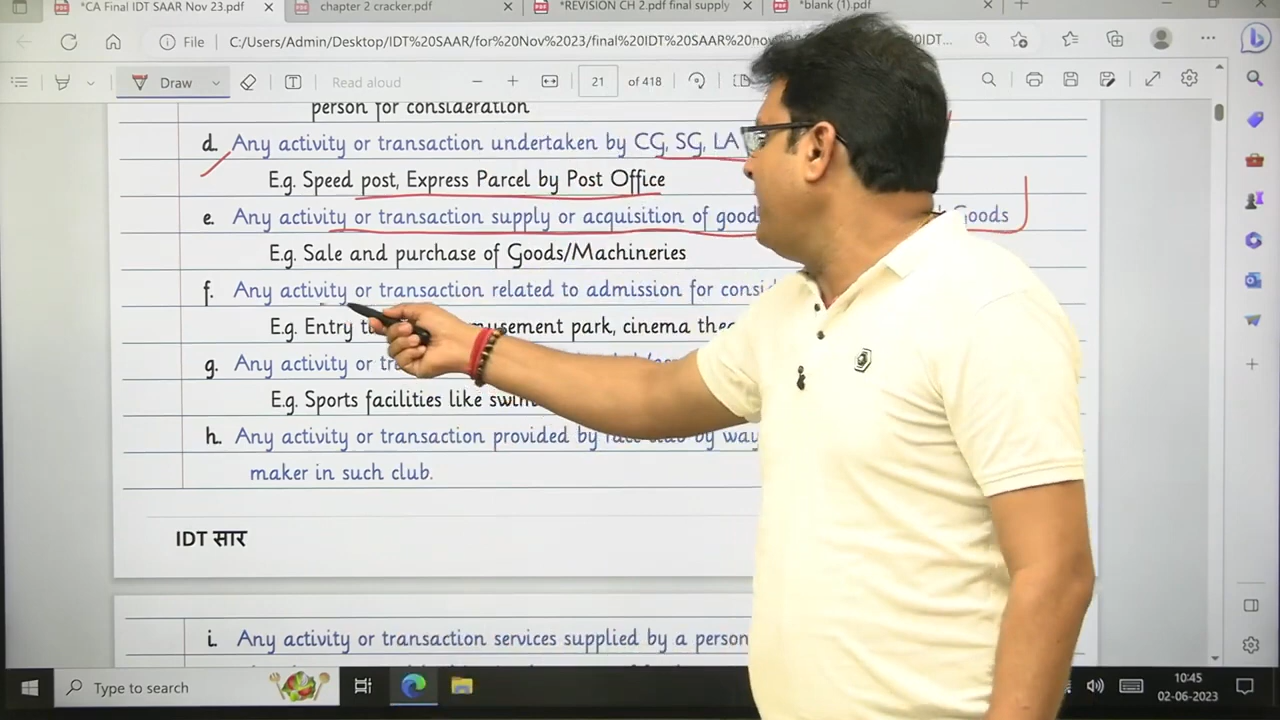 *CA Final IDT SAAR Nov 23.pdf
chapter 2 cracker.pdf
*REVISION CH 2.pdf final supply
*blank (1).pdf
File C:/Users/Admin/Desktop/IDT%20SAAR/for%20Nov%2023/final%20IDT%20SAAR%20nov
Draw
Read aloud
21 of 418
person for consideration
d. Any activity or transaction undertaken by CG, SG, LA
E.g. Speed post, Express Parcel by Post Office
e. Any activity or transaction supply or acquisition of good Goods
E.g. Sale and purchase of Goods/Machineries
f. Any activity or transaction related to admission for
E.g. Entry park, cinema
g. Any activity or
E.g. Sports facilities like
h. Any activity or transaction provided by race club by way
maker in such club.
IDT सार
i. Any activity or transaction services supplied by a person
Type to search
10:45
02-06-2023